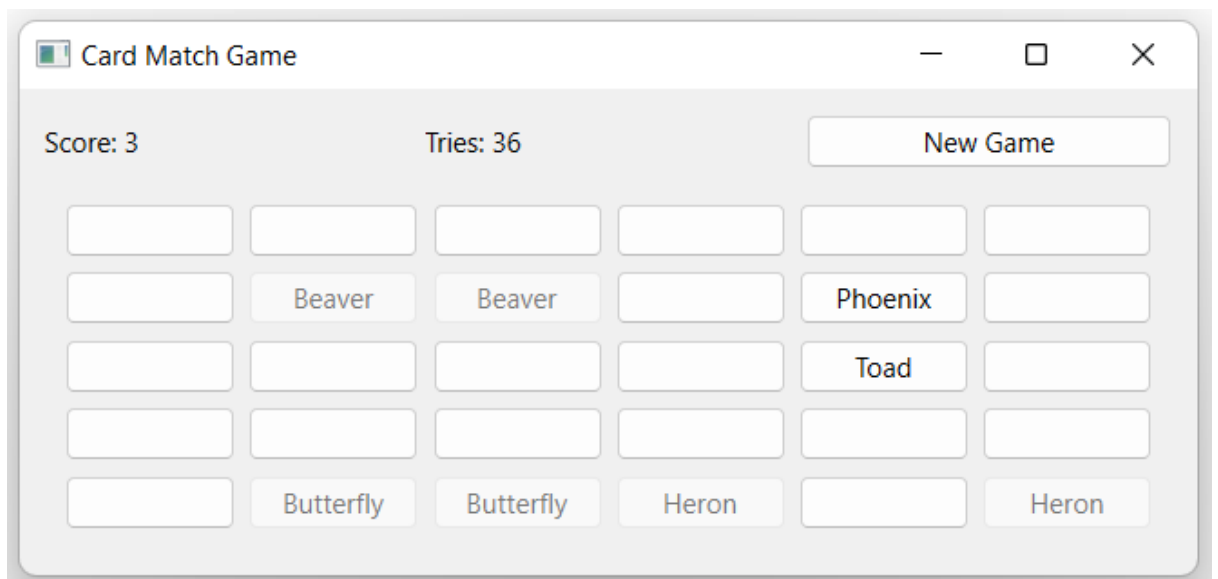 Card Match Game
Score: 3 Tries: 36 New Game
Beaver Beaver Phoenix
Toad
Butterfly Butterfly Heron Heron